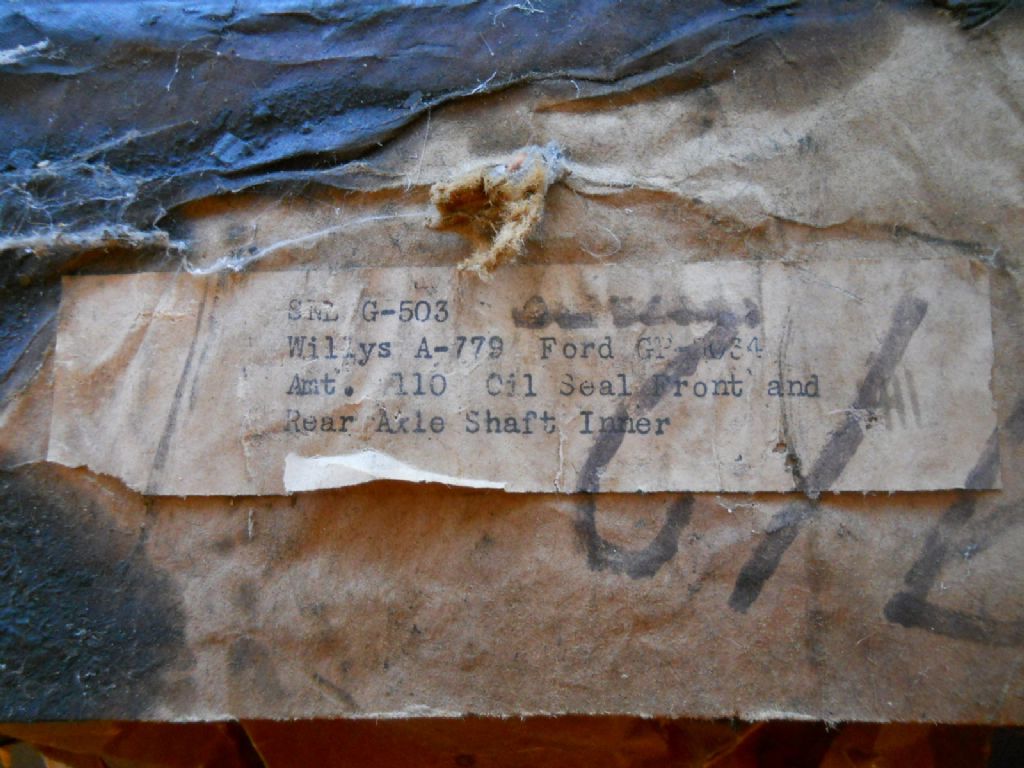 SNL G-503
Willys A-779 Ford
Amt. 110 Oil Seal Front and
Rear Axle Shaft Inner